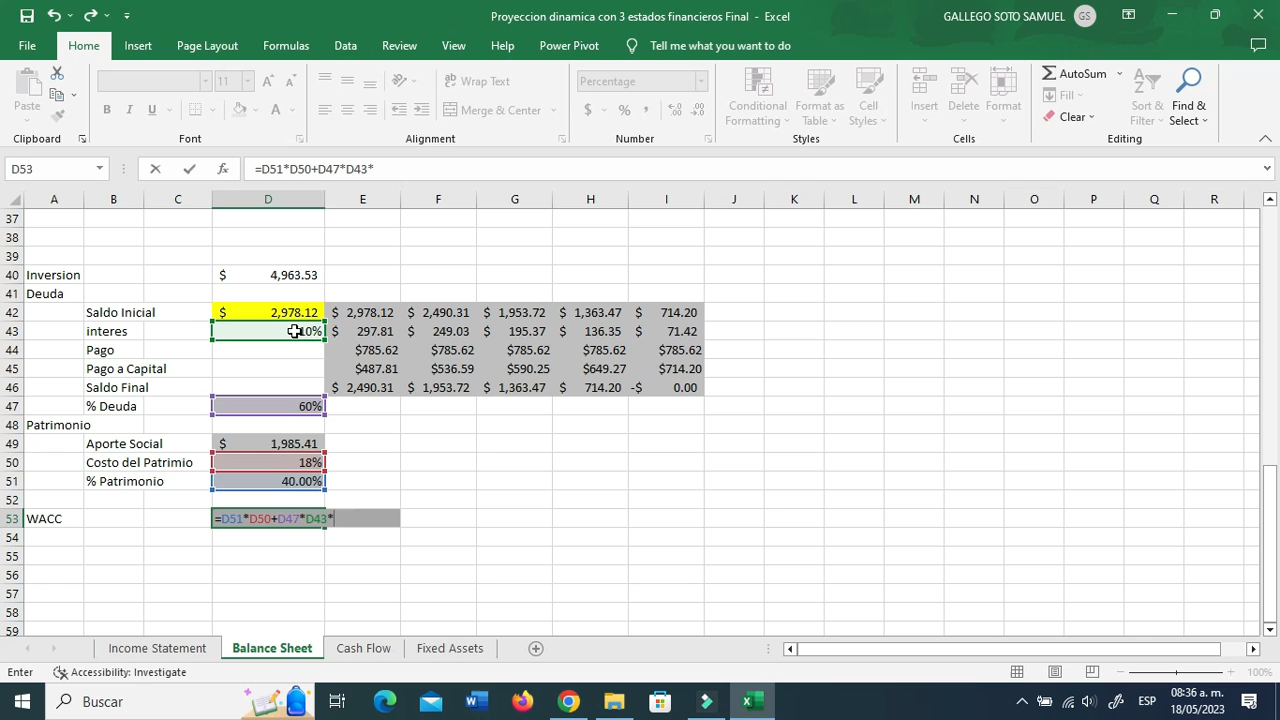 Proyeccion dinamica con 3 estados financieros Final - Excel
GALLEGO SOTO SAMUEL GS
File Home Insert Page Layout Formulas Data Review View Help Power Pivot Tell me what you want to do
Paste
Clipboard
11 A A
B I U A
Font
Wrap Text
Merge & Center
Alignment
Percentage
$ % ,
Number
Conditional Formatting
Format as Table
Cell Styles
Styles
Insert Delete Format
Cells
AutoSum
Fill
Clear
Sort & Filter
Find & Select
Editing
D53 fx =D51*D50+D47*D43*
A B C D E F G H I J K L M N O P Q R
37
38
39
40 Inversion $ 4,963.53
41 Deuda
42 Saldo Inicial $ 2,978.12 $ 2,978.12 $ 2,490.31 $ 1,953.72 $ 1,363.47 $ 714.20
43 interes 10% $ 297.81 $ 249.03 $ 195.37 $ 136.35 $ 71.42
44 Pago $785.62 $785.62 $785.62 $785.62 $785.62
45 Pago a Capital $487.81 $536.59 $590.25 $649.27 $714.20
46 Saldo Final $ 2,490.31 $ 1,953.72 $ 1,363.47 $ 714.20 -$ 0.00
47 % Deuda 60%
48 Patrimonio
49 Aporte Social $ 1,985.41
50 Costo del Patrimio 18%
51 % Patrimonio 40.00%
52
53 WACC =D51*D50+D47*D43*
54
55
56
57
58
59
Income Statement Balance Sheet Cash Flow Fixed Assets
Enter Accessibility: Investigate 100%
Buscar ESP 08:36 a. m.
18/05/2023